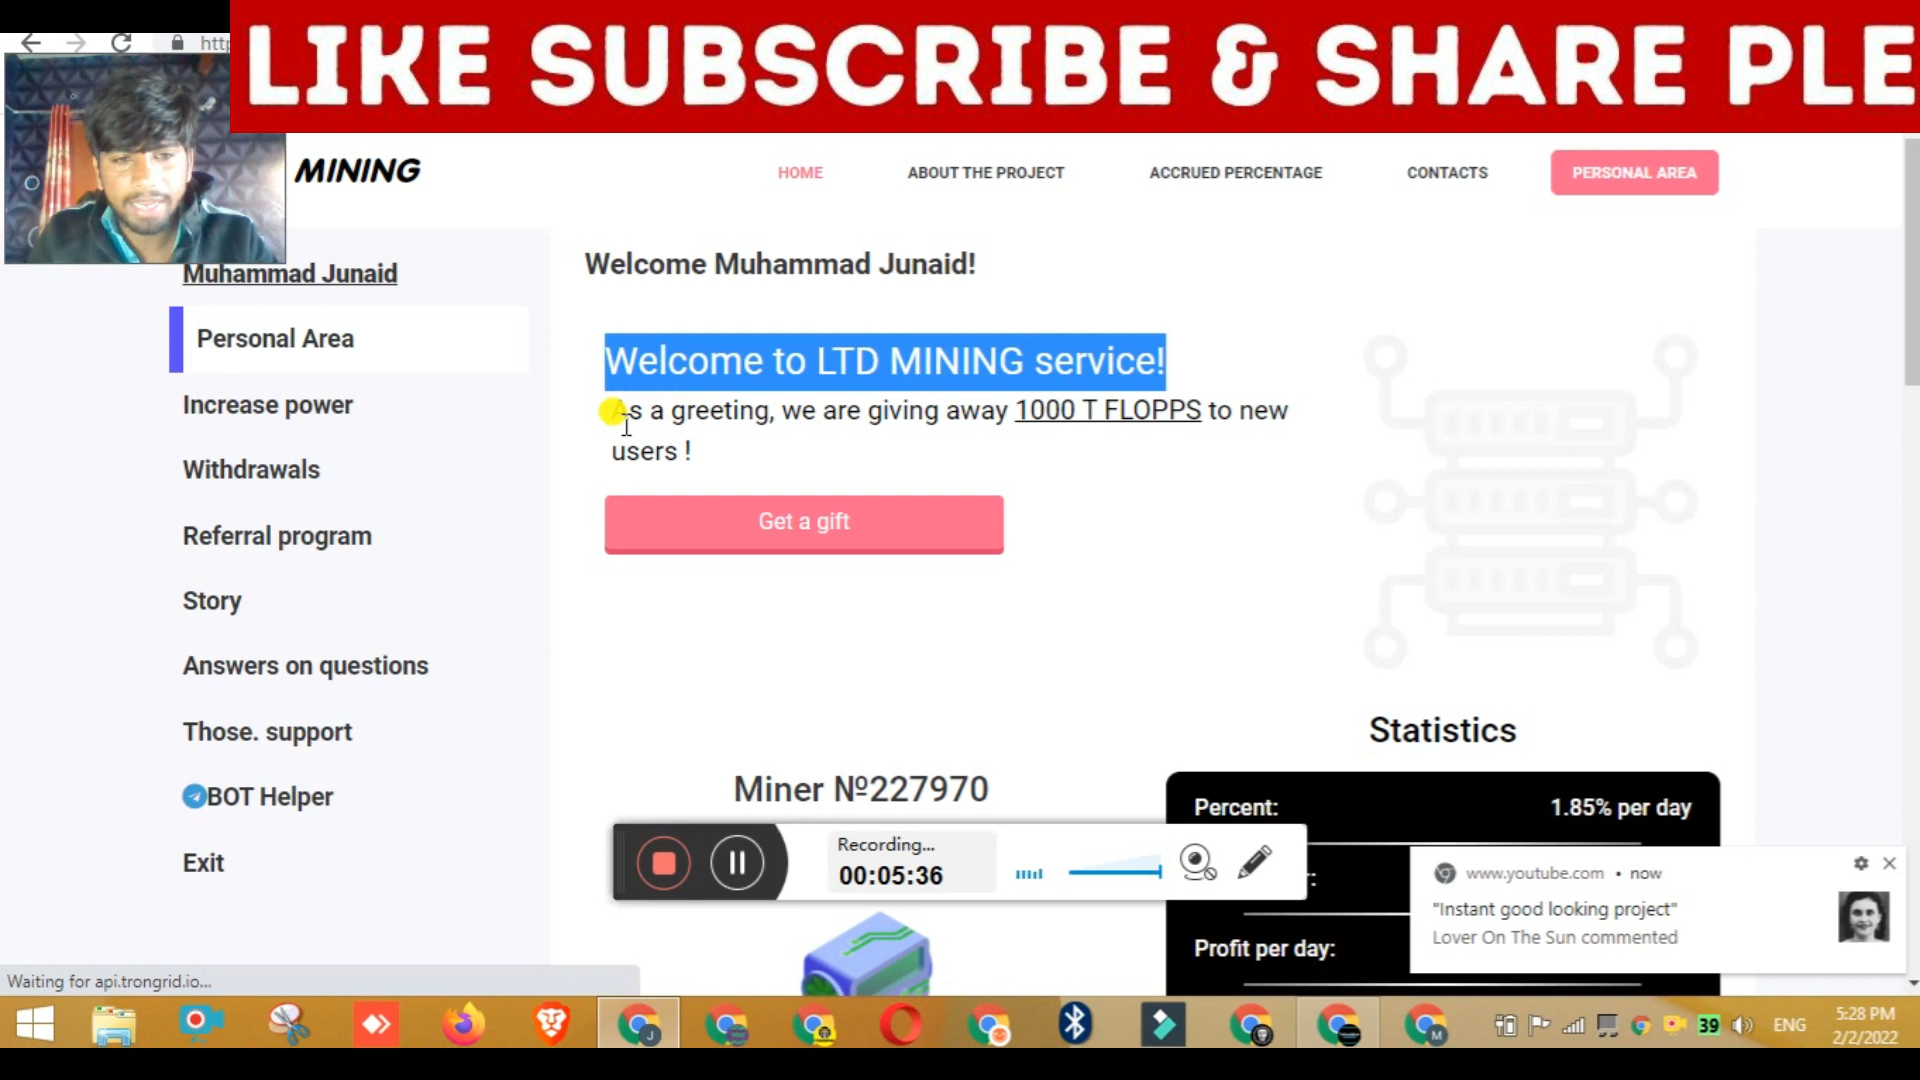 LIKE SUBSCRIBE & SHARE PLE
http
MINING
HOME
ABOUT THE PROJECT
ACCRUED PERCENTAGE
CONTACTS
PERSONAL AREA
Muhammad Junaid
Personal Area
Increase power
Withdrawals
Referral program
Story
Answers on questions
Those. support
BOT Helper
Exit
Welcome Muhammad Junaid!
Welcome to LTD MINING service!
As a greeting, we are giving away 1000 T FLOPPS to new
users !
Get a gift
Miner №227970
Statistics
Percent: 1.85% per day
r:
Profit per day:
Recording...
00:05:36
www.youtube.com • now
"Instant good looking project"
Lover On The Sun commented
Waiting for api.trongrid.io...
39
ENG
5:28 PM
2/2/2022